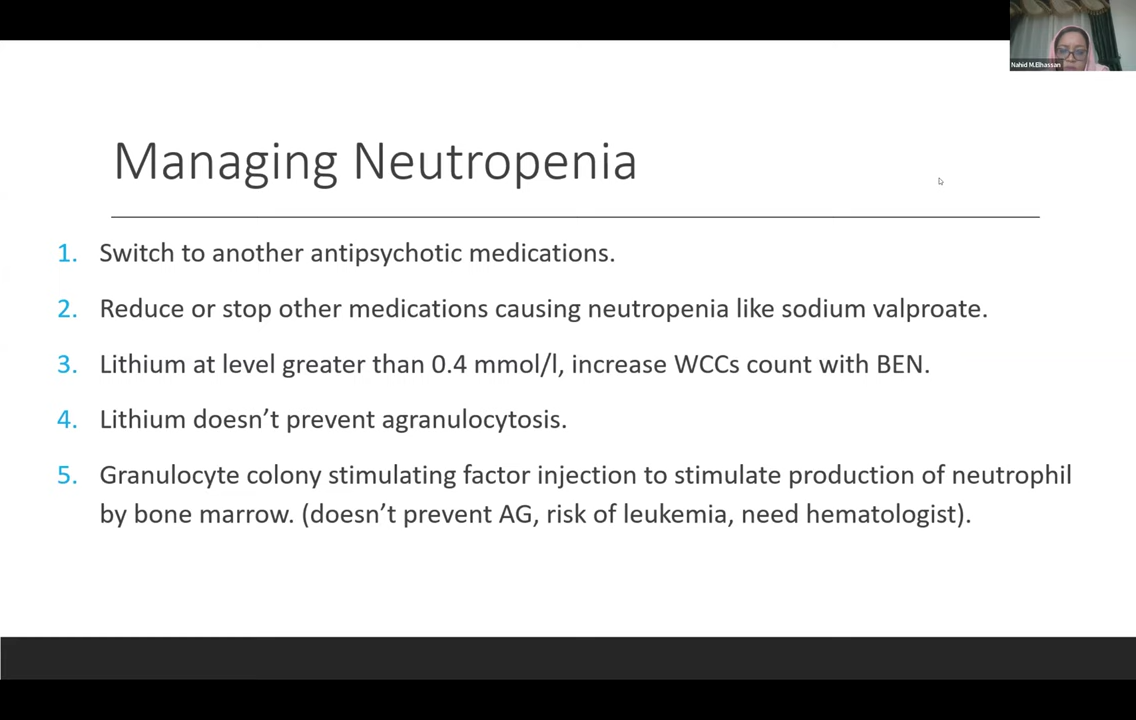 Nahid M.Elhassan
Managing Neutropenia
1. Switch to another antipsychotic medications.
2. Reduce or stop other medications causing neutropenia like sodium valproate.
3. Lithium at level greater than 0.4 mmol/l, increase WCCs count with BEN.
4. Lithium doesn’t prevent agranulocytosis.
5. Granulocyte colony stimulating factor injection to stimulate production of neutrophil
by bone marrow. (doesn’t prevent AG, risk of leukemia, need hematologist).